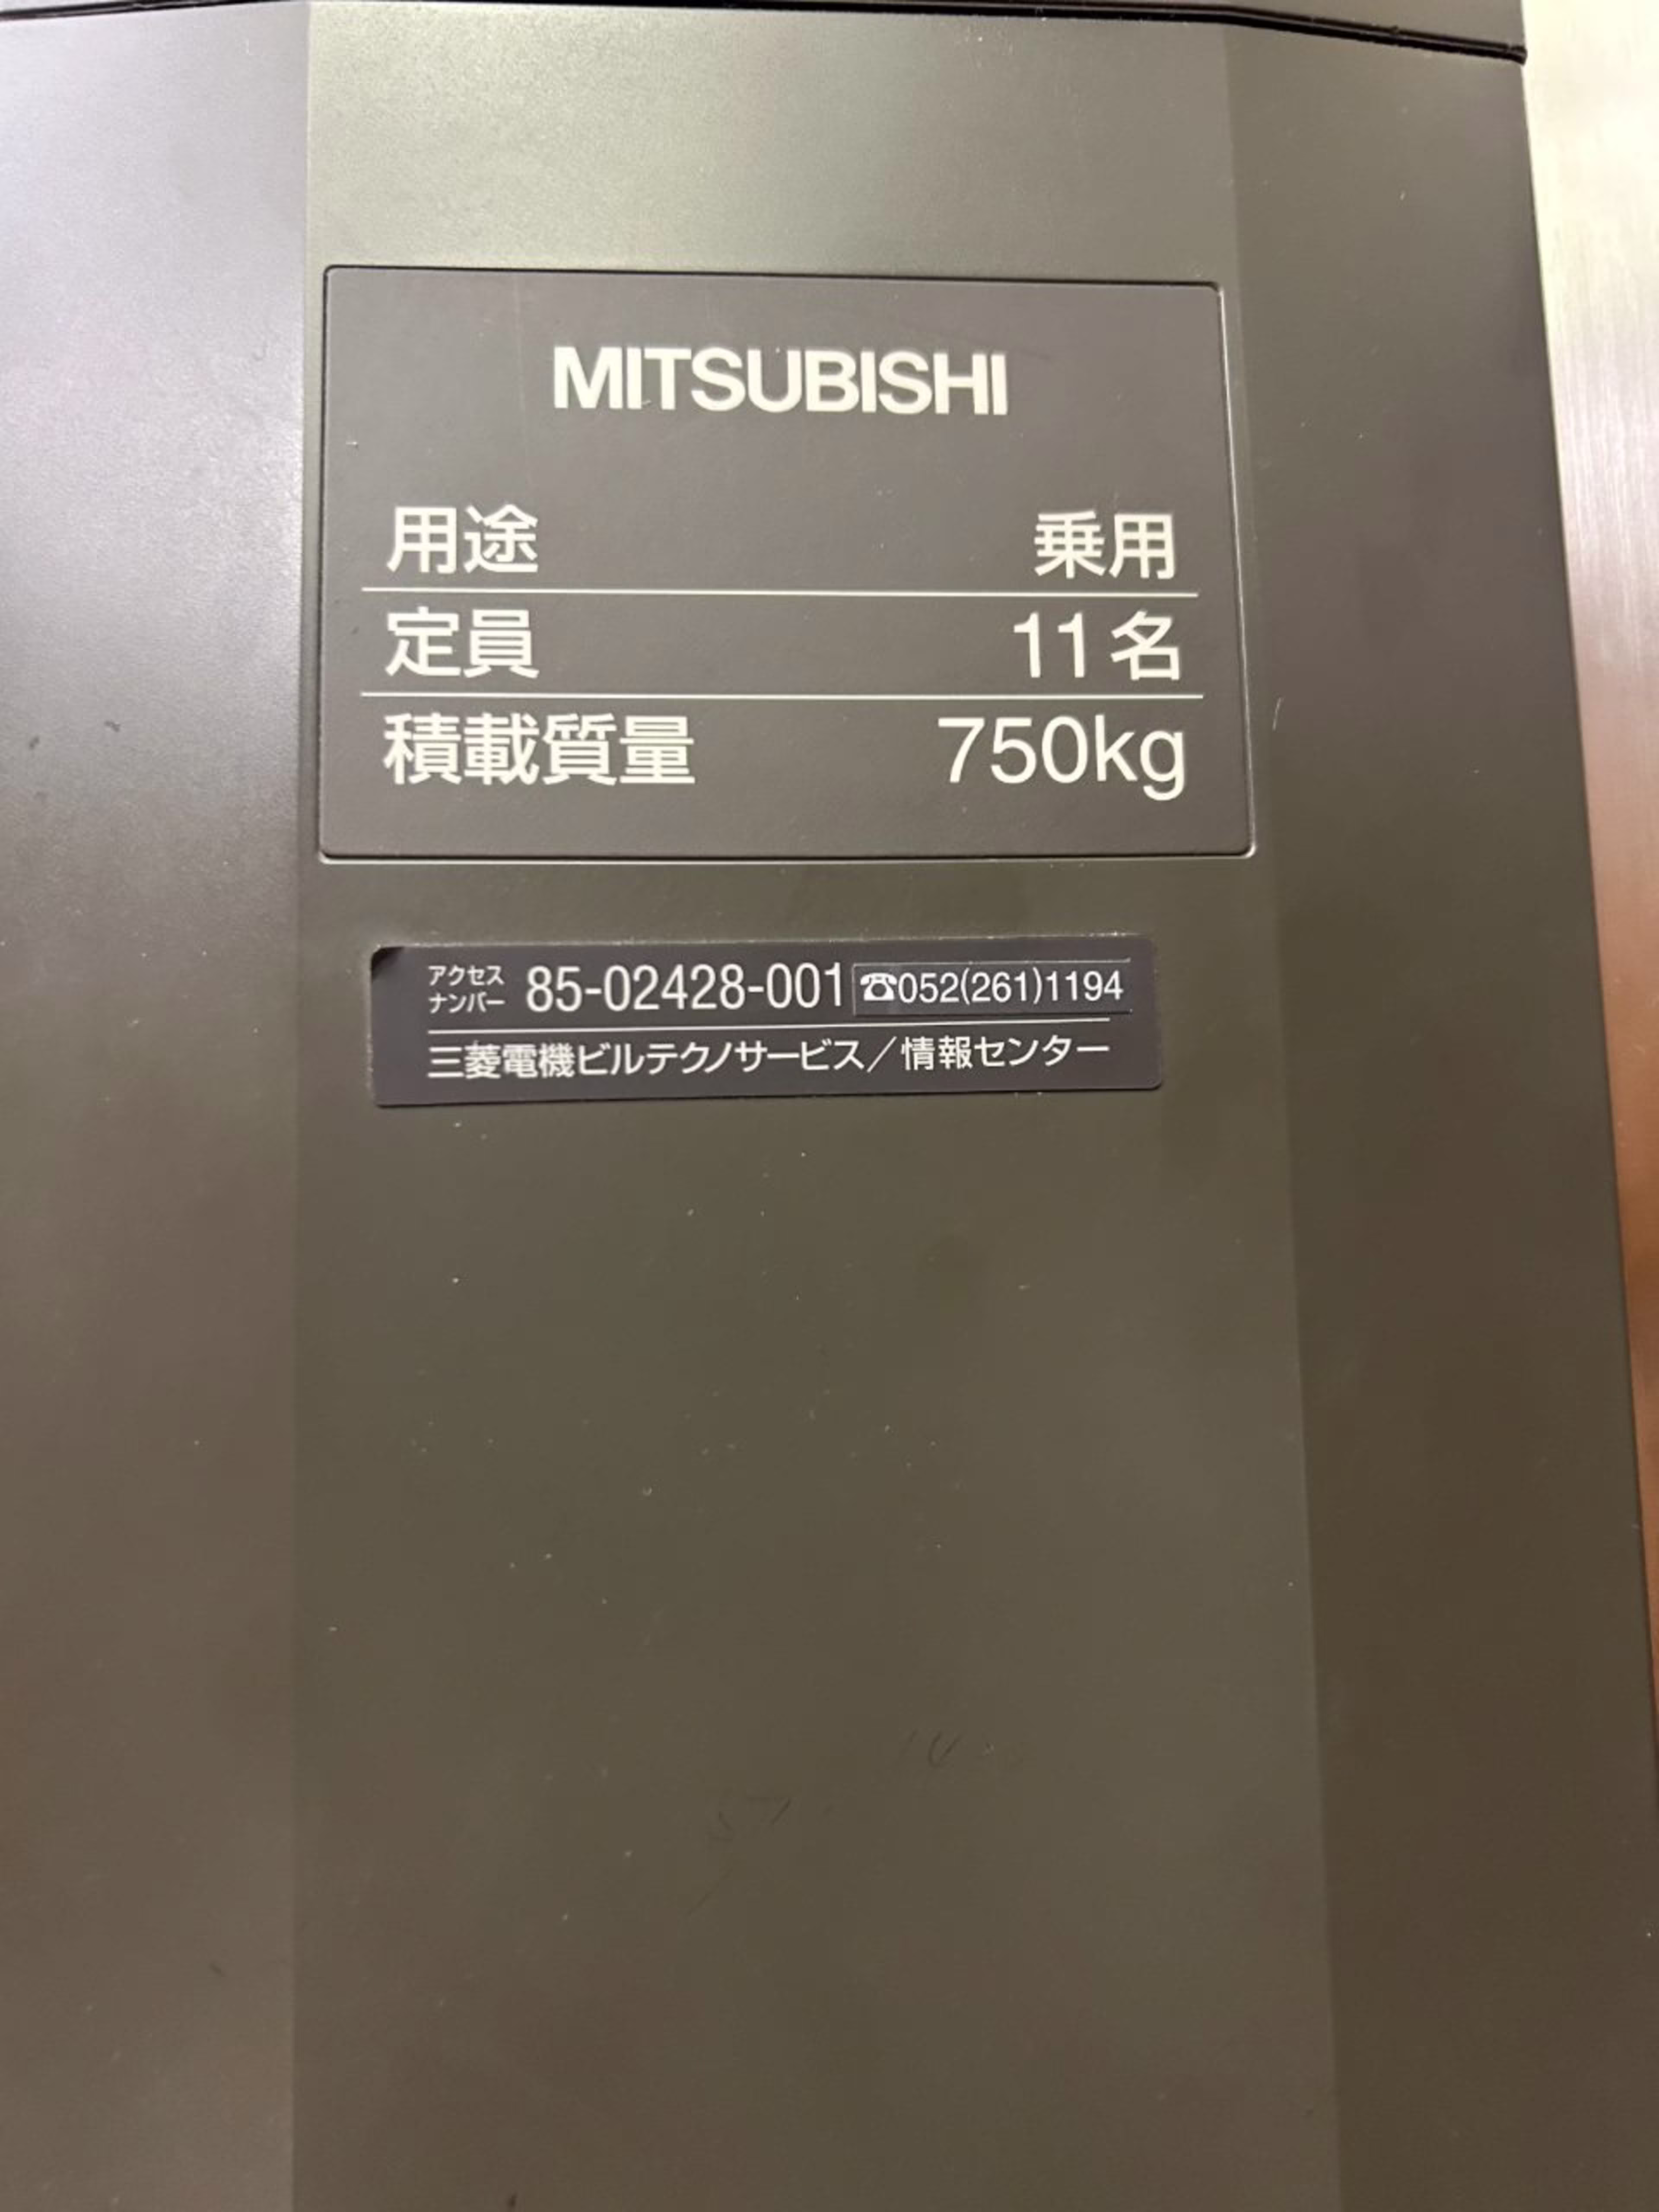 MITSUBISHI
用途 乗用
定員 11名
積載質量 750kg
アクセス
ナンバー 85-02428-001 ☎052(261)1194
三菱電機ビルテクノサービス／情報センター